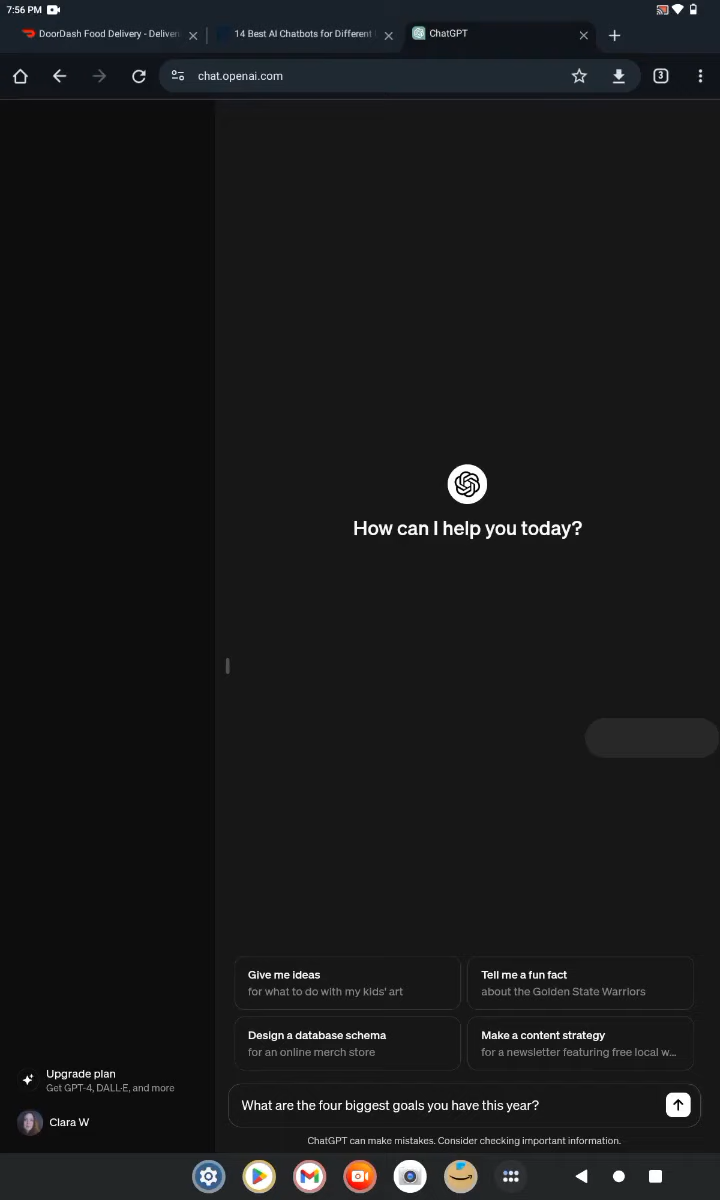 7:56 PM
DoorDash Food Delivery - Deliver
14 Best AI Chatbots for Different
ChatGPT
chat.openai.com
3
How can I help you today?
Give me ideas
for what to do with my kids' art
Tell me a fun fact
about the Golden State Warriors
Design a database schema
for an online merch store
Make a content strategy
for a newsletter featuring free local w...
Upgrade plan
Get GPT-4, DALL·E, and more
What are the four biggest goals you have this year?
Clara W
ChatGPT can make mistakes. Consider checking important information.